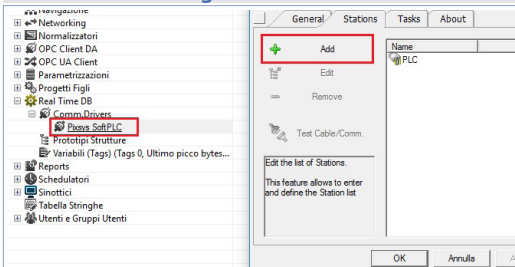 Navigazione
Networking
Normalizzatori
OPC Client DA
OPC UA Client
Parametrizzazioni
Progetti Figli
Real Time DB
Comm.Drivers
Pixsys SoftPLC
Prototipi Strutture
Variabili (Tags) (Tags 0, Ultimo picco bytes...
Reports
Schedulatori
Sinottici
Tabella Stringhe
Utenti e Gruppi Utenti
General Stations Tasks About
Add
Edit
Remove
Test Cable/Comm.
Edit the list of Stations.
This feature allows to enter
and define the Station list
Name
PLC
OK Annulla A